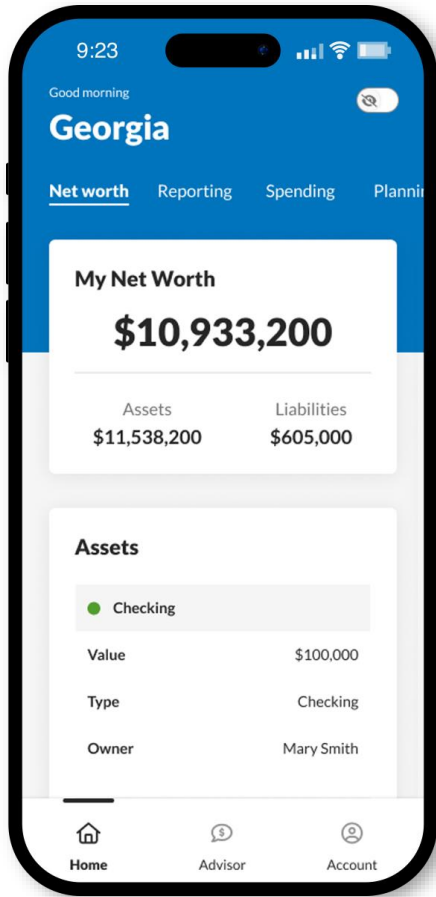 9:23
Good morning
Georgia
Net worth Reporting Spending Plannin
My Net Worth
$10,933,200
Assets Liabilities
$11,538,200 $605,000
Assets
Checking
Value $100,000
Type Checking
Owner Mary Smith
Home Advisor Account